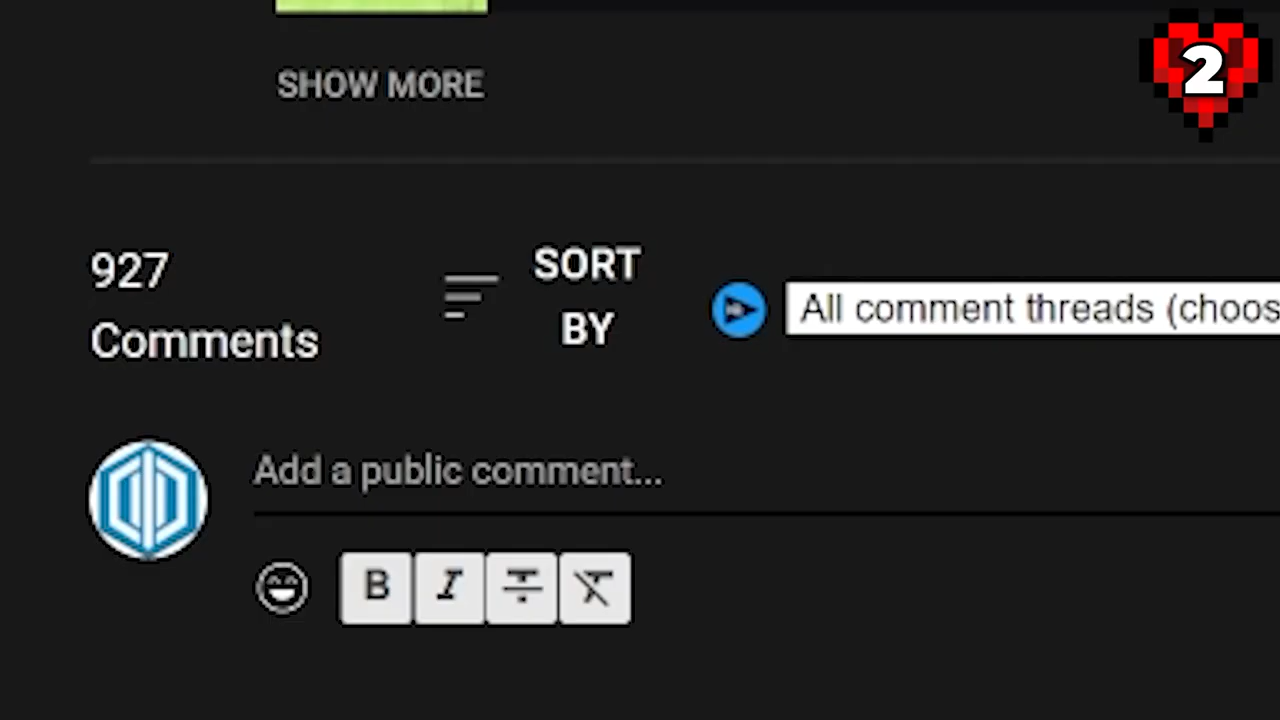 2
SHOW MORE
927
Comments
SORT
BY
All comment threads (choos
Add a public comment...
B I T T